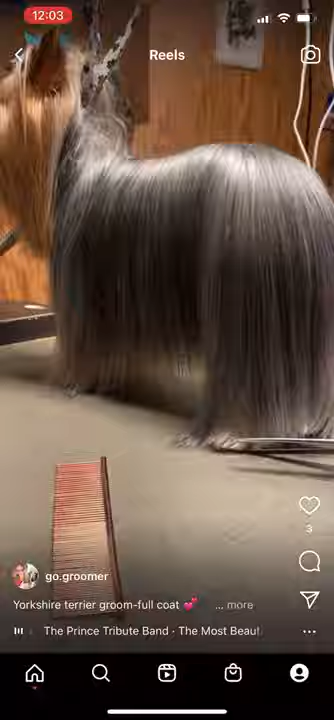 12:03
Reels
3
go.groomer
Yorkshire terrier groom-full coat 💕 ... more
The Prince Tribute Band · The Most Beaut